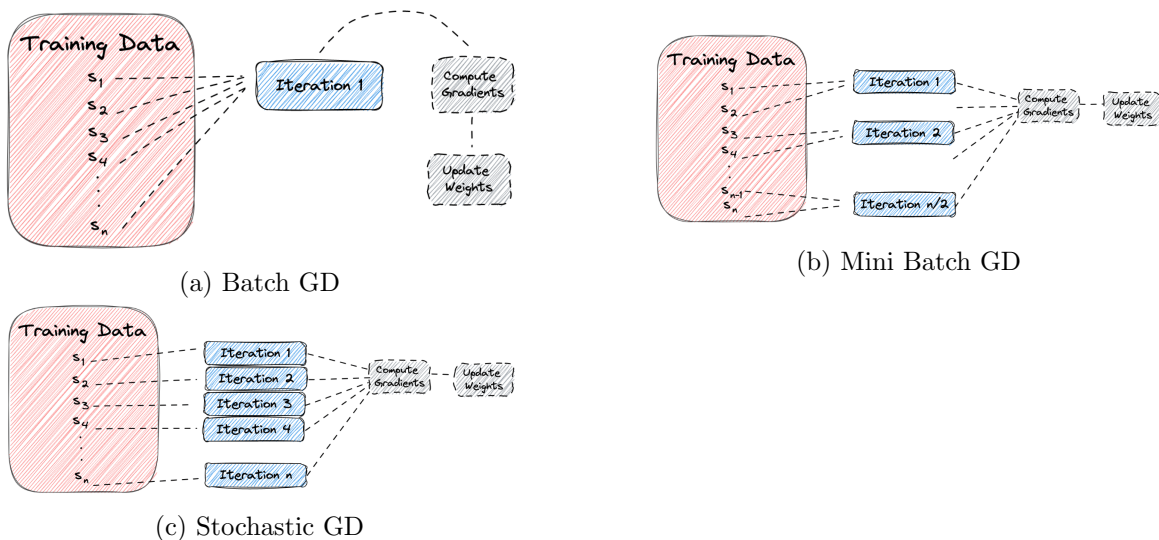 Training Data
s1
s2
s3
s4
.
.
.
sn
Iteration 1
Compute
Gradients
Update
Weights
(a) Batch GD
Training Data
s1
s2
s3
s4
.
.
.
sn-1
sn
Iteration 1
Iteration 2
Iteration n/2
Compute
Gradients
Update
Weights
(b) Mini Batch GD
Training Data
s1
s2
s3
s4
.
.
.
sn
Iteration 1
Iteration 2
Iteration 3
Iteration 4
Iteration n
Compute
Gradients
Update
Weights
(c) Stochastic GD